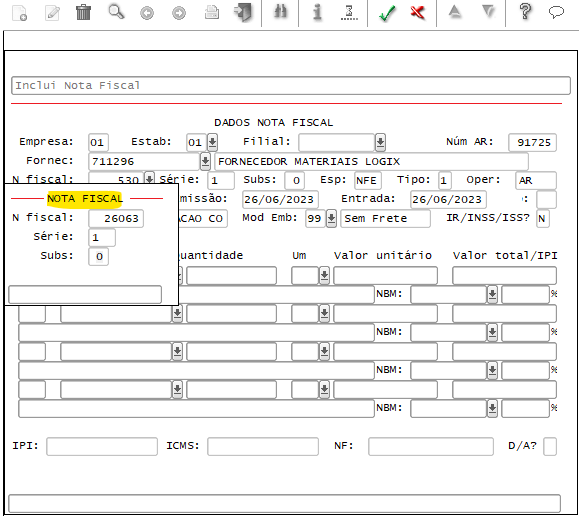 Inclui Nota Fiscal
DADOS NOTA FISCAL
Empresa: 01 Estab: 01 Filial: Núm AR: 91725
Fornec: 711296 FORNECEDOR MATERIAIS LOGIX
N fiscal: 530 Série: 1 Subs: 0 Esp: NFE Tipo: 1 Oper: AR
NOTA FISCAL
missão: 26/06/2023 Entrada: 26/06/2023 :
N fiscal: 26063
ACAO CO Mod Emb: 99 Sem Frete IR/INSS/ISS? N
Série: 1
Subs: 0
uantidade Um Valor unitário Valor total/IPI
NBM: %
NBM: %
NBM: %
NBM: %
IPI: ICMS: NF: D/A?